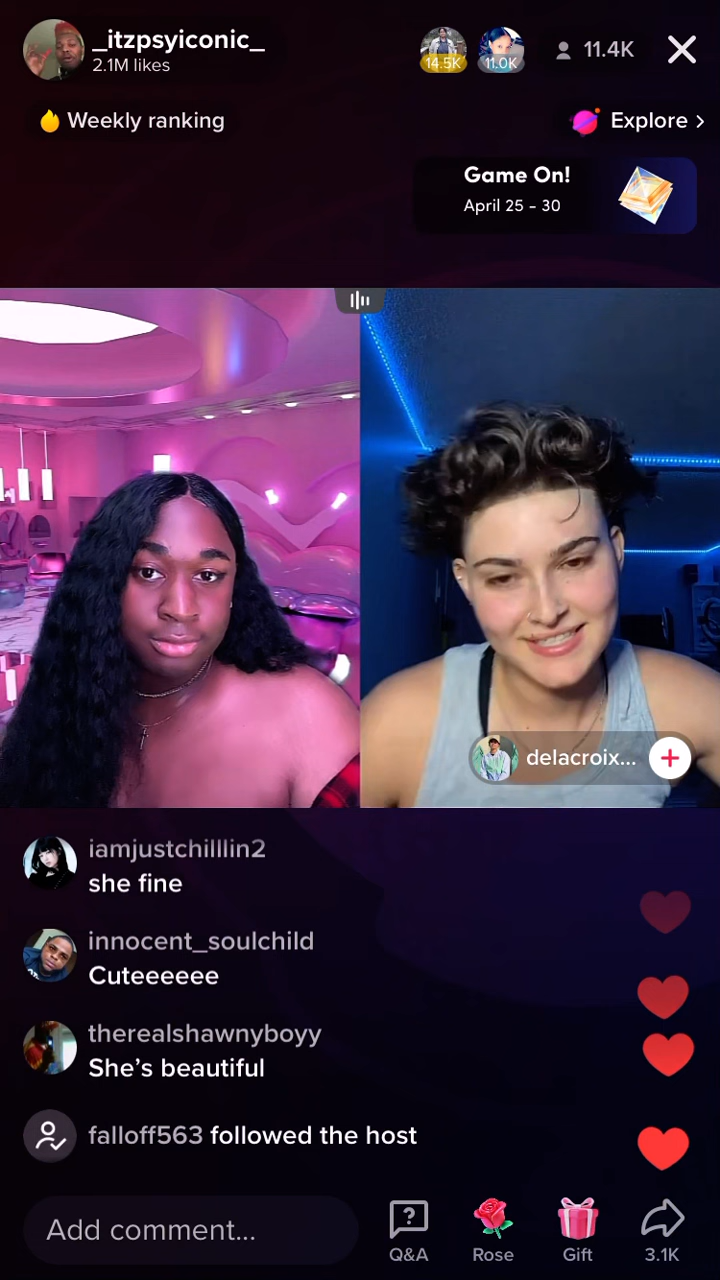 _itzpsyiconic_
2.1M likes
14.5K
11.0K
11.4K
Weekly ranking
Explore >
Game On!
April 25 - 30
delacroix...
iamjustchilllin2
she fine
innocent_soulchild
Cuteeeeee
therealshawnyboyy
She's beautiful
falloff563 followed the host
Add comment...
Q&A
Rose
Gift
3.1K